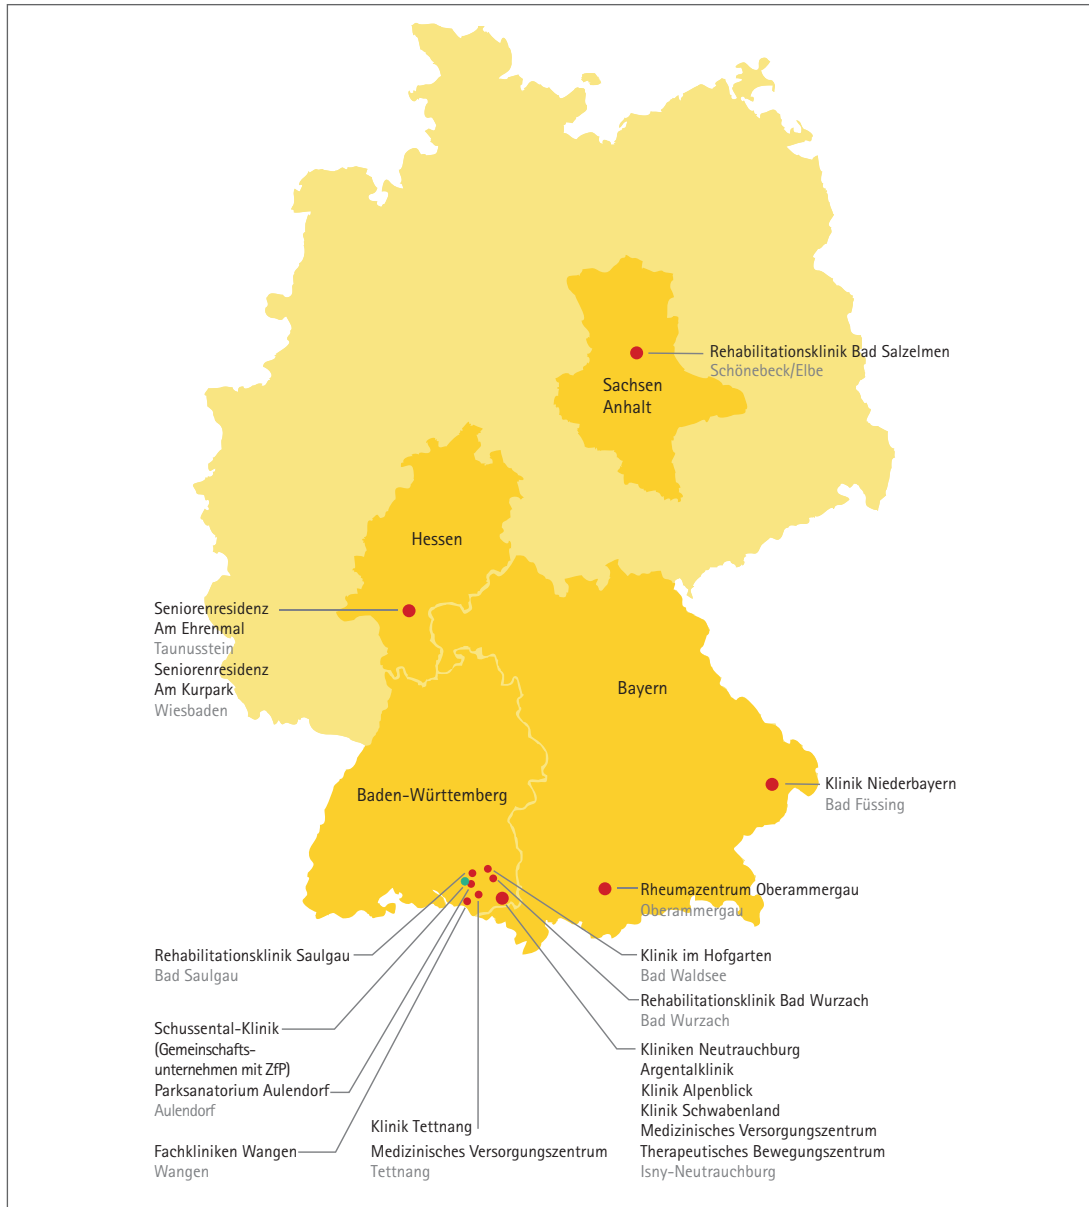 Rehabilitationsklinik Bad Salzelmen
Schönebeck/Elbe
Sachsen
Anhalt
Hessen
Seniorenresidenz
Am Ehrenmal
Taunusstein
Seniorenresidenz
Am Kurpark
Wiesbaden
Bayern
Baden-Württemberg
Klinik Niederbayern
Bad Füssing
Rheumazentrum Oberammergau
Oberammergau
Rehabilitationsklinik Saulgau
Bad Saulgau
Schussental-Klinik
(Gemeinschafts-
unternehmen mit ZfP)
Parksanatorium Aulendorf
Aulendorf
Fachkliniken Wangen
Wangen
Klinik Tettnang
Medizinisches Versorgungszentrum
Tettnang
Klinik im Hofgarten
Bad Waldsee
Rehabilitationsklinik Bad Wurzach
Bad Wurzach
Kliniken Neutrauchburg
Argentalklinik
Klinik Alpenblick
Klinik Schwabenland
Medizinisches Versorgungszentrum
Therapeutisches Bewegungszentrum
Isny-Neutrauchburg